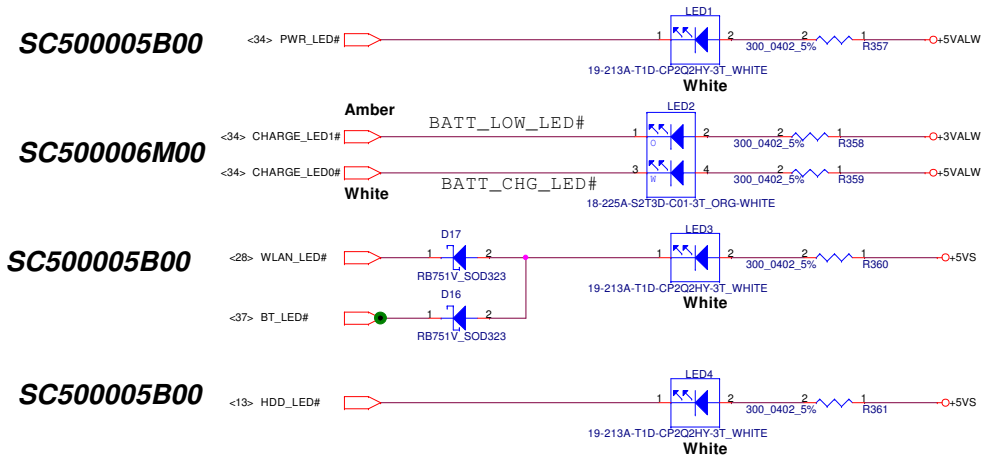 LED1
SC500005B00
<34> PWR_LED#
1
2
2
1
+5VALW
300_0402_5%
R357
19-213A-T1D-CP2Q2HY-3T_WHITE
White
Amber
LED2
BATT_LOW_LED#
<34> CHARGE_LED1#
1
2
2
1
+3VALW
O
300_0402_5%
R358
SC500006M00
<34> CHARGE_LED0#
3
4
2
1
+5VALW
W
300_0402_5%
R359
White
BATT_CHG_LED#
18-225A-S2T3D-C01-3T_ORG-WHITE
D17
LED3
SC500005B00
<28> WLAN_LED#
1
2
1
2
2
1
+5VS
300_0402_5%
R360
RB751V_SOD323
19-213A-T1D-CP2Q2HY-3T_WHITE
D16
White
<37> BT_LED#
1
2
RB751V_SOD323
LED4
SC500005B00
<13> HDD_LED#
1
2
2
1
+5VS
300_0402_5%
R361
19-213A-T1D-CP2Q2HY-3T_WHITE
White